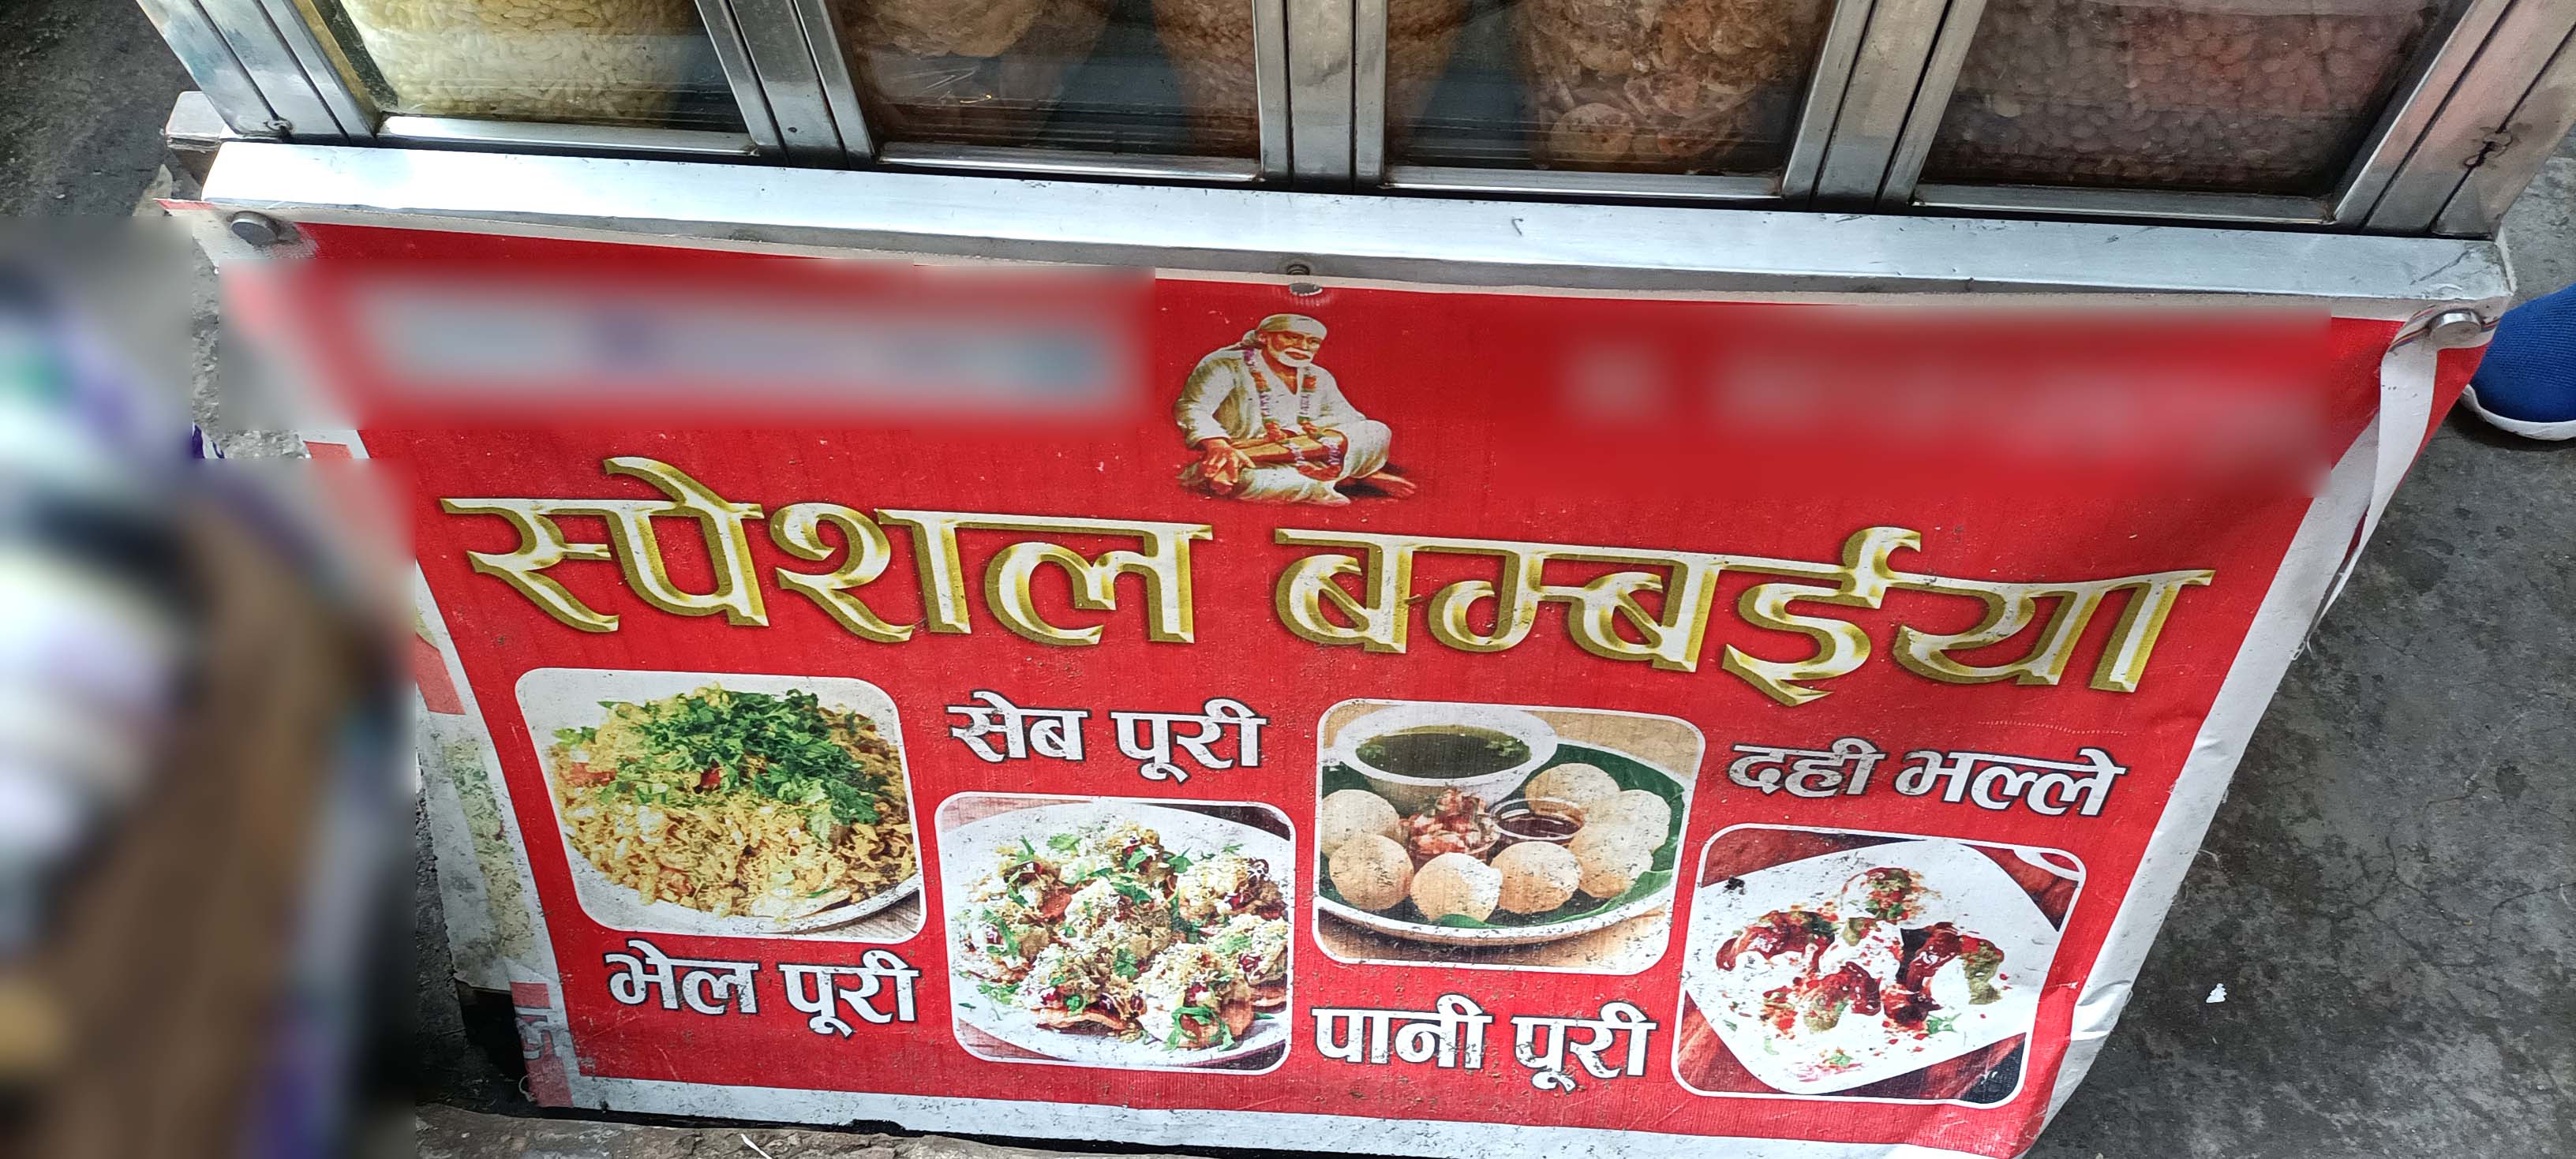 स्पेशल बम्बईया
सेब पूरी
दही भल्ले
भेल पूरी
पानी पूरी